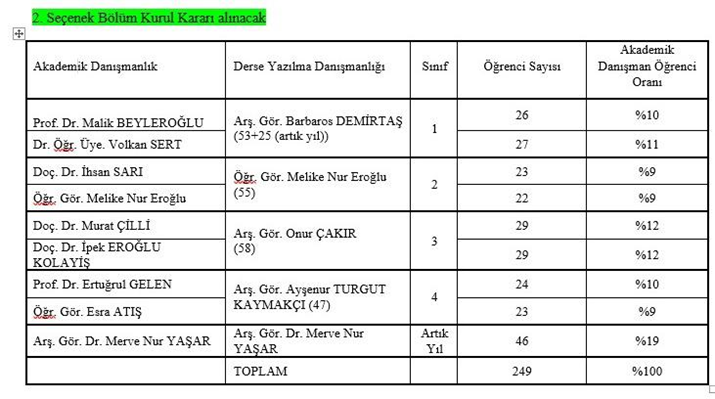 2. Seçenek Bölüm Kurul Kararı alınacak
Akademik Danışmanlık
Derse Yazılma Danışmanlığı
Sınıf
Öğrenci Sayısı
Akademik
Danışman Öğrenci
Oranı
Prof. Dr. Malik BEYLEROĞLU
Arş. Gör. Barbaros DEMİRTAŞ
(53+25 (artık yıl))
1
26
%10
Dr. Öğr. Üye. Volkan SERT
27
%11
Doç. Dr. İhsan SARI
Öğr. Gör. Melike Nur Eroğlu
(55)
2
23
%9
Öğr. Gör. Melike Nur Eroğlu
22
%9
Doç. Dr. Murat ÇİLLİ
Arş. Gör. Onur ÇAKIR
(58)
3
29
%12
Doç. Dr. İpek EROĞLU
KOLAYİŞ
29
%12
Prof. Dr. Ertuğrul GELEN
Arş. Gör. Ayşenur TURGUT
KAYMAKÇI (47)
4
24
%10
Öğr. Gör. Esra ATIŞ
23
%9
Arş. Gör. Dr. Merve Nur YAŞAR
Arş. Gör. Dr. Merve Nur
YAŞAR
Artık
Yıl
46
%19
TOPLAM
249
%100